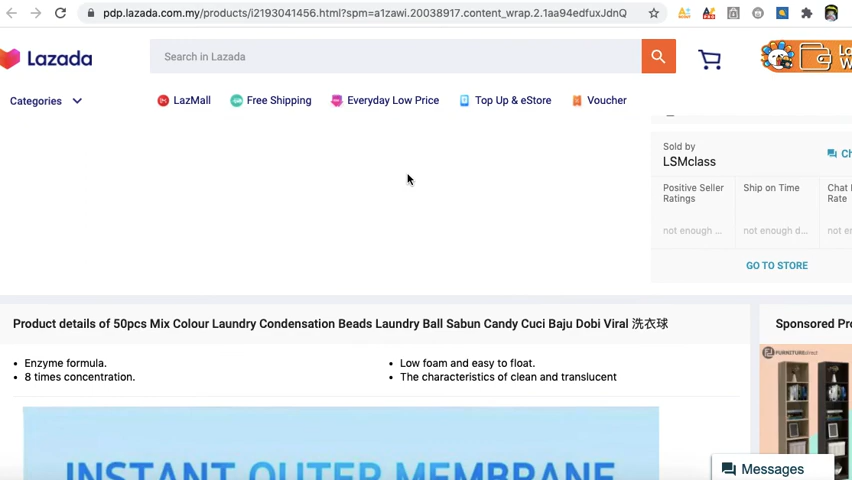 pdp.lazada.com.my/products/i2193041456.html?spm=a1zawi.20038917.content_wrap.2.1aa94edfuxJdnQ
Lazada
Search in Lazada
Categories
LazMall
Free Shipping
Everyday Low Price
Top Up & eStore
Voucher
Sold by
LSMclass
Positive Seller Ratings
Ship on Time
Chat
Rate
not enough ...
not enough d...
GO TO STORE
Product details of 50pcs Mix Colour Laundry Condensation Beads Laundry Ball Sabun Candy Cuci Baju Dobi Viral 洗衣球
Sponsored Pr
• Enzyme formula.
• Low foam and easy to float.
• 8 times concentration.
• The characteristics of clean and translucent
INSTANT OUTER MEMBRANE
FURNITUREdirect
Messages